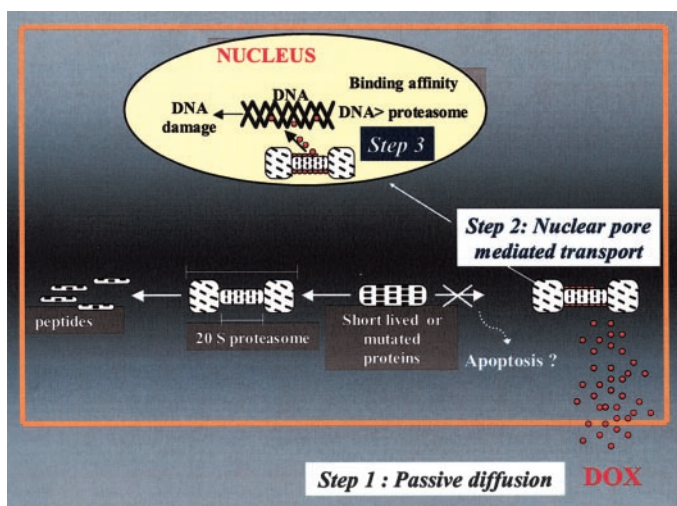 NUCLEUS
Binding affinity
DNA
DNA> proteasome
DNA
damage
Step 3
Step 2: Nuclear pore
mediated transport
peptides
20 S proteasome
Short lived or
mutated
proteins
Apoptosis ?
Step 1 : Passive diffusion
DOX